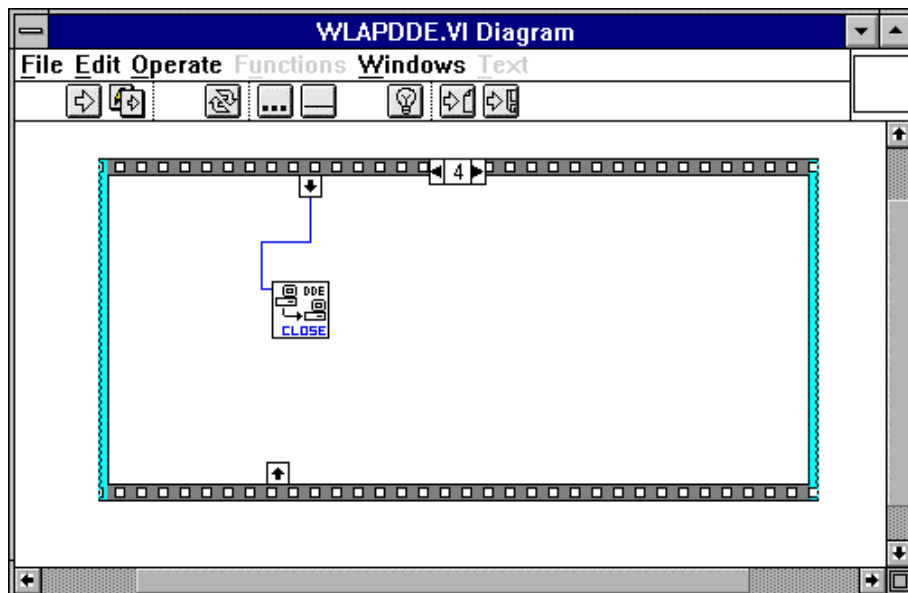 WLAPDDE.VI Diagram
File Edit Operate Functions Windows Text
4
DDE
CLOSE